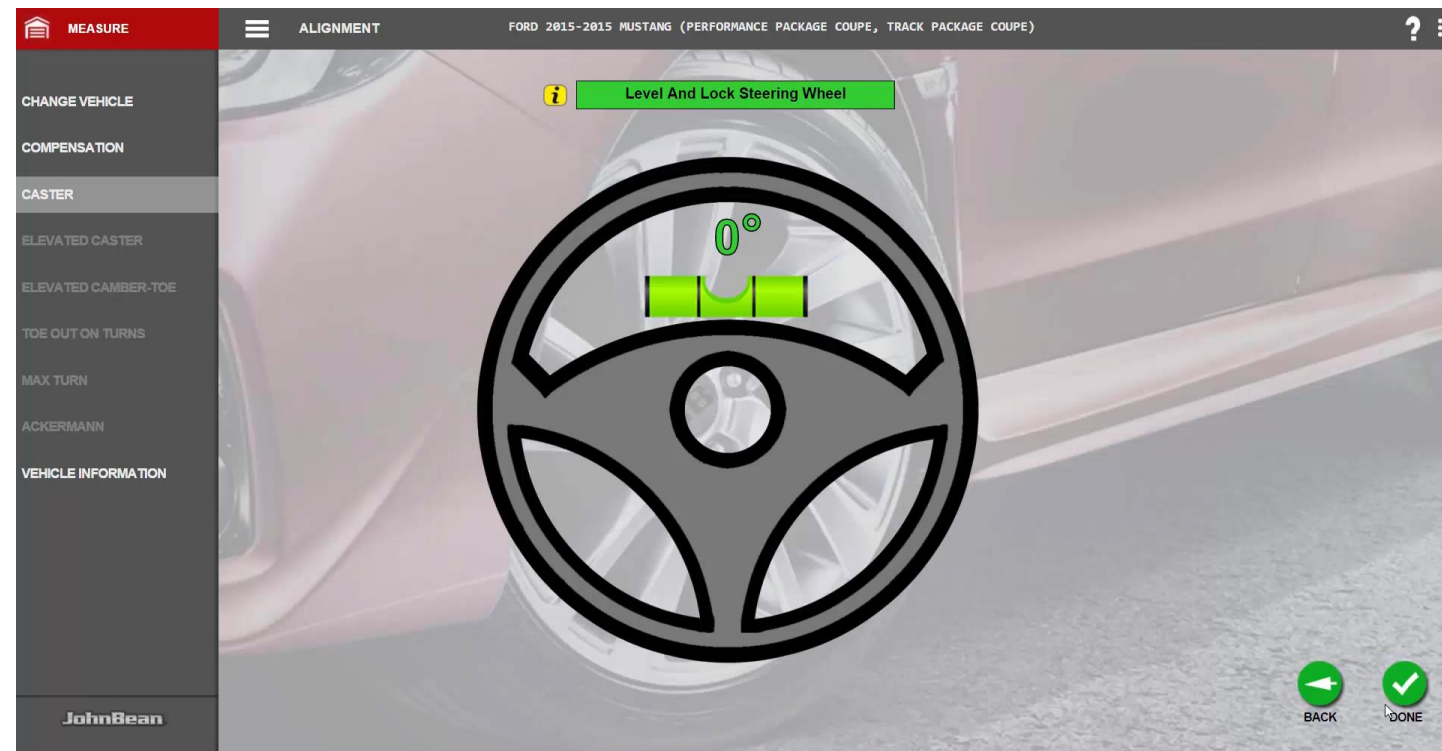 MEASURE
ALIGNMENT
FORD 2015-2015 MUSTANG (PERFORMANCE PACKAGE COUPE, TRACK PACKAGE COUPE)
?
CHANGE VEHICLE
COMPENSATION
CASTER
ELEVATED CASTER
ELEVATED CAMBER-TOE
TOE OUT ON TURNS
MAX TURN
ACKERMANN
VEHICLE INFORMATION
JohnBean
i
Level And Lock Steering Wheel
0°
BACK
DONE